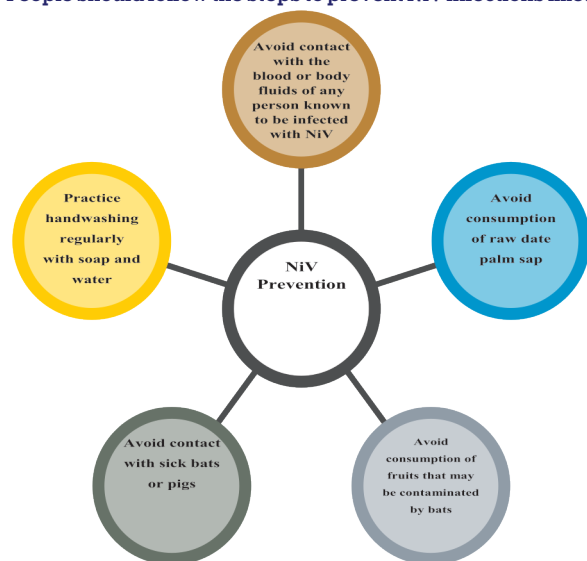 Avoid contact
with the
blood or body
fluids of any
person known
to be infected
with NiV
Practice
handwashing
regularly
with soap and
water
Avoid
consumption
of raw date
palm sap
NiV
Prevention
Avoid contact
with sick bats
or pigs
Avoid
consumption of
fruits that may
be contaminated
by bats